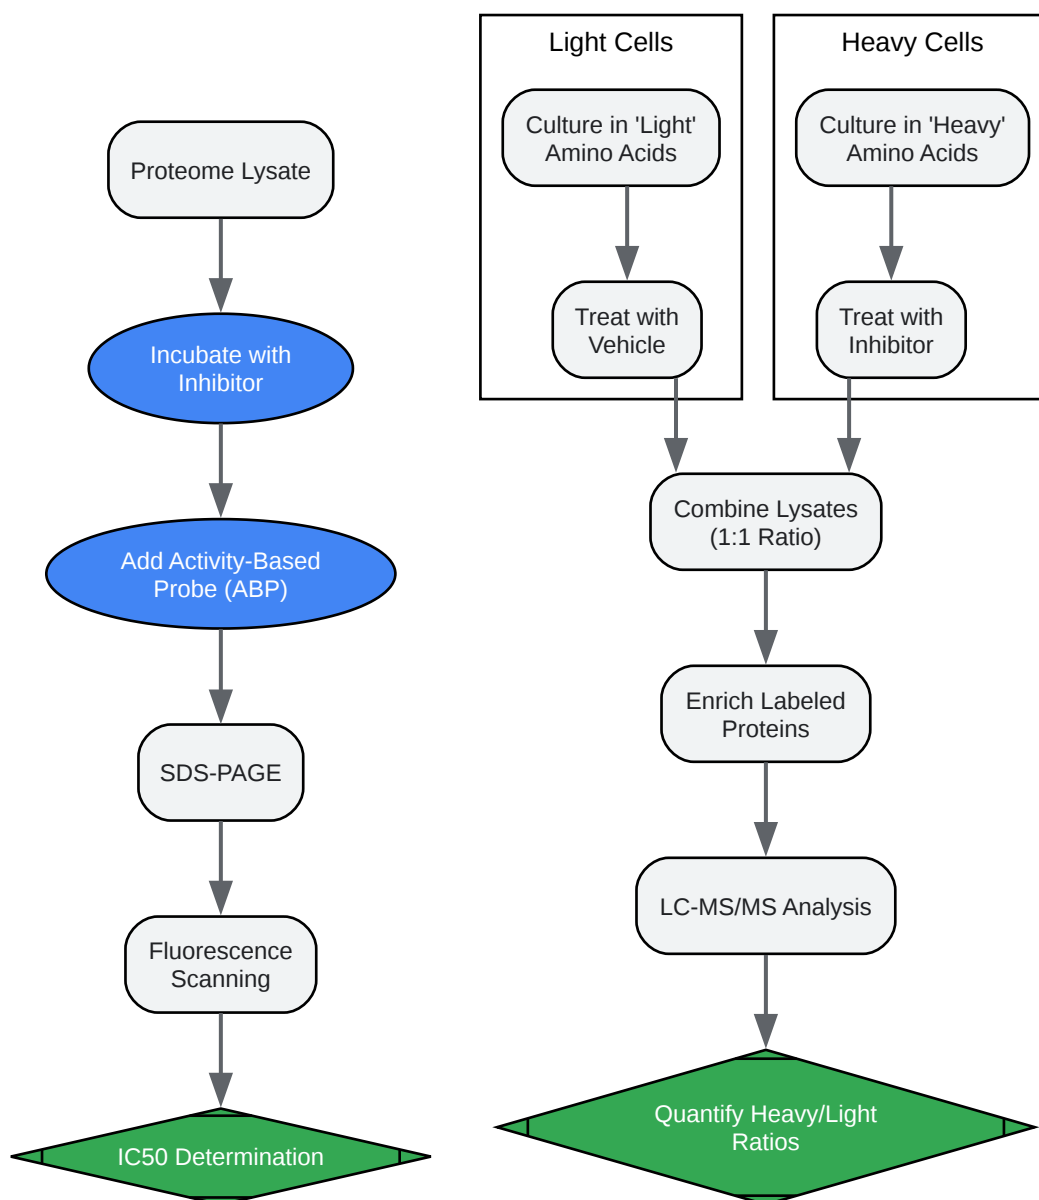 Proteome Lysate
Incubate with
Inhibitor
Add Activity-Based
Probe (ABP)
SDS-PAGE
Fluorescence
Scanning
IC50 Determination
Light Cells
Culture in 'Light'
Amino Acids
Treat with
Vehicle
Heavy Cells
Culture in 'Heavy'
Amino Acids
Treat with
Inhibitor
Combine Lysates
(1:1 Ratio)
Enrich Labeled
Proteins
LC-MS/MS Analysis
Quantify Heavy/Light
Ratios